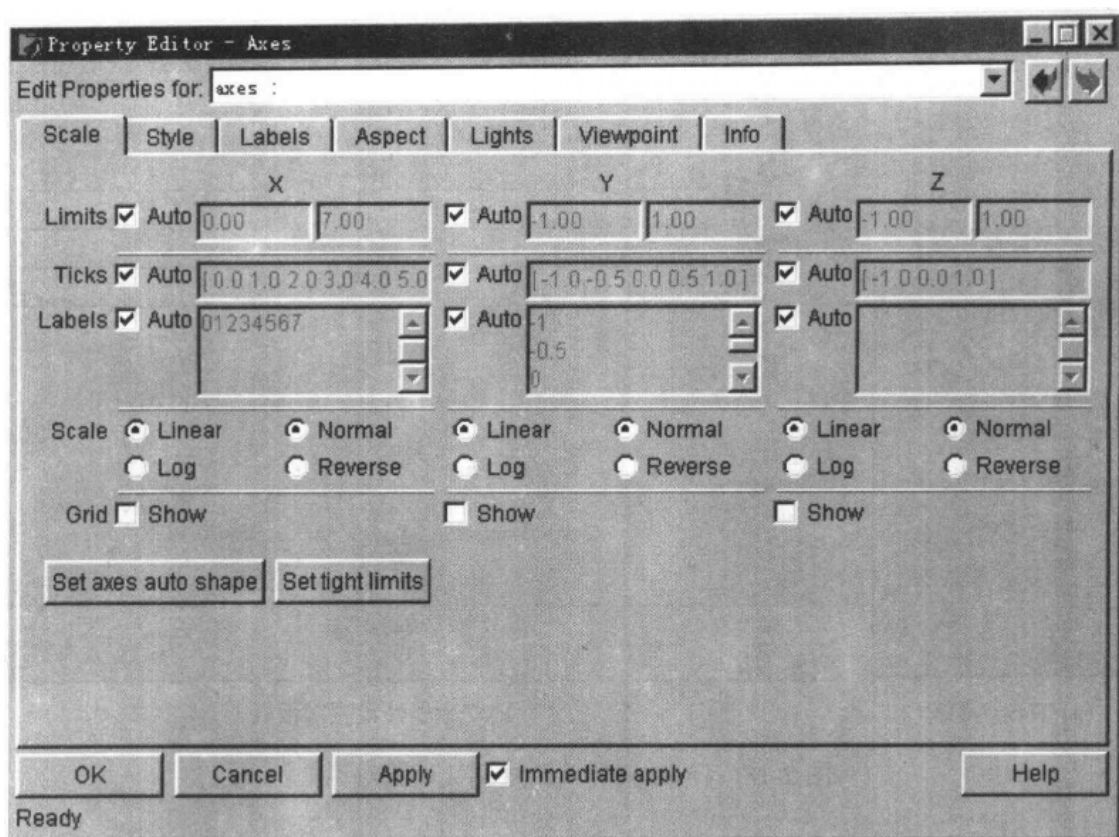 Property Editor - Axes
Edit Properties for: axes :
Scale Style Labels Aspect Lights Viewpoint Info
X Y Z
Limits Auto 0.00 7.00 Auto -1.00 1.00 Auto -1.00 1.00
Ticks Auto [0.0 1.0 2.0 3.0 4.0 5.0 Auto [-1.0,-0.5 0.0 0.5 1.0] Auto [-1.0 0.0 1.0]
Labels Auto 01234567 Auto -1 Auto
-0.5
0
Scale Linear Normal Linear Normal Linear Normal
Log Reverse Log Reverse Log Reverse
Grid Show Show Show
Set axes auto shape Set tight limits
OK Cancel Apply Immediate apply Help
Ready